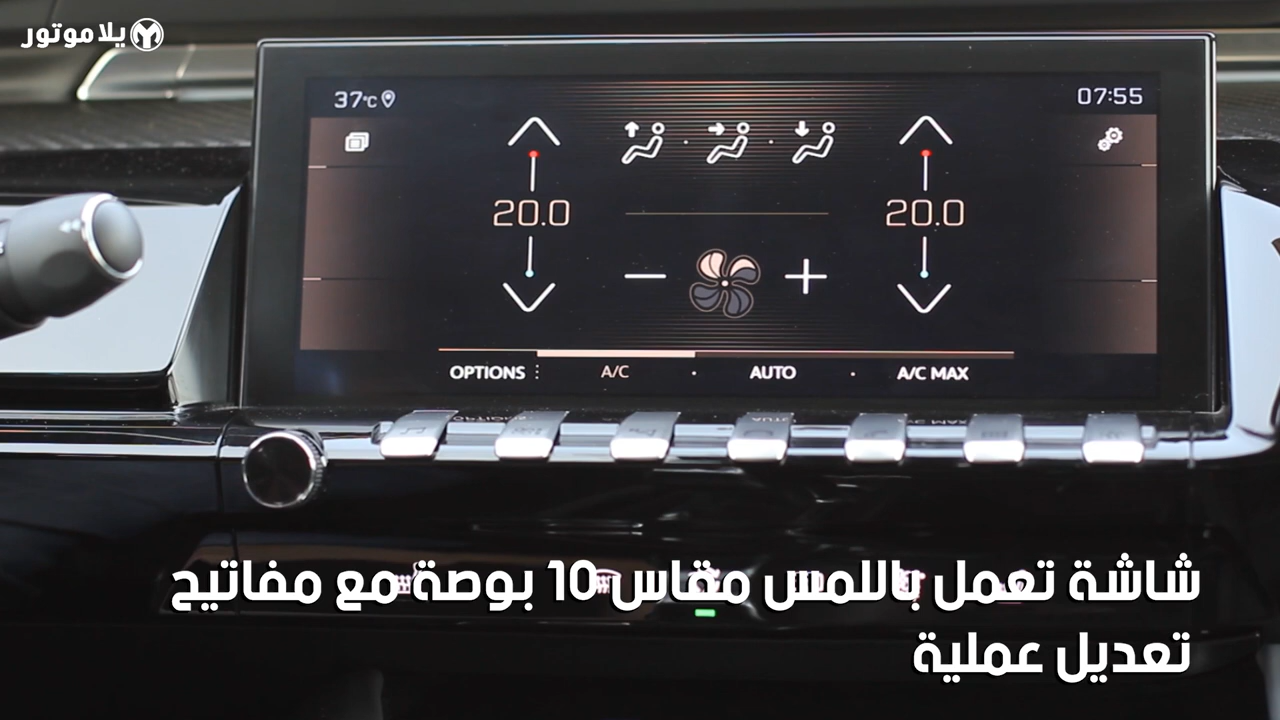 يلا موتور
37°C
07:55
20.0
20.0
OPTIONS
A/C
AUTO
A/C MAX
شاشة تعمل باللمس مقاس 10 بوصة مع مفاتيح
تعديل عملية